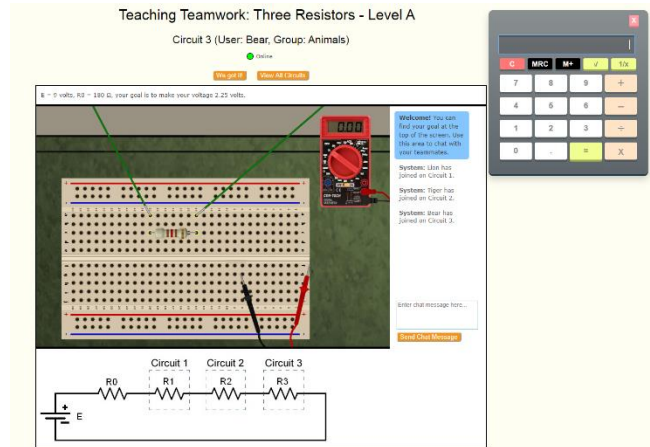 Teaching Teamwork: Three Resistors - Level A
Circuit 3 (User: Bear, Group: Animals)
Online
We got it! View All Circuits
E = 9 volts, R0 = 180 Ω, your goal is to make your voltage 2.25 volts.
0.00
Welcome! You can
find your goal at the
top of the screen. Use
this area to chat with
your teammates.
System: Lion has
joined on Circuit 1.
System: Tiger has
joined on Circuit 2.
System: Bear has
joined on Circuit 3.
Enter chat message here...
Send Chat Message
Circuit 1 Circuit 2 Circuit 3
R0 R1 R2 R3
+
E
x
C MRC M+ √ 1/x
7 8 9 +
4 5 6 −
1 2 3 ÷
0 . = X